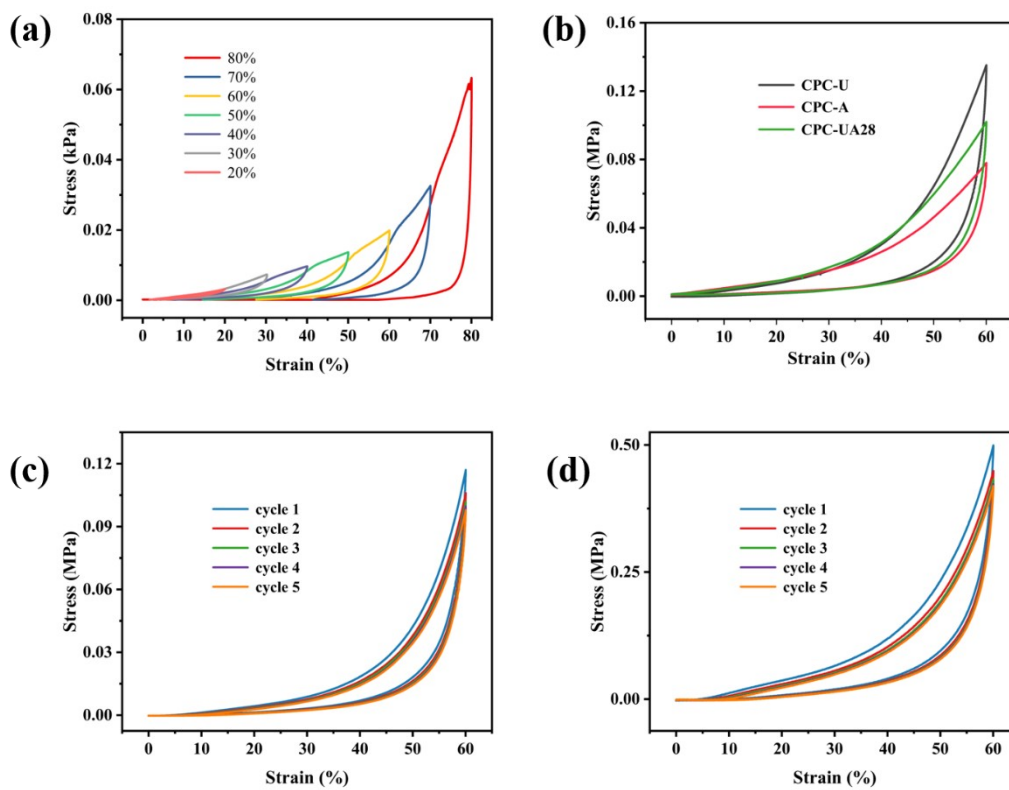 (a)
0.08
0.06
0.04
0.02
0.00
Stress (kPa)
80%
70%
60%
50%
40%
30%
20%
0 10 20 30 40 50 60 70 80
Strain (%)
(b)
0.16
0.12
0.08
0.04
0.00
Stress (MPa)
CPC-U
CPC-A
CPC-UA28
0 10 20 30 40 50 60
Strain (%)
(c)
0.12
0.09
0.06
0.03
0.00
Stress (MPa)
cycle 1
cycle 2
cycle 3
cycle 4
cycle 5
0 10 20 30 40 50 60
Strain (%)
(d)
0.50
0.25
0.00
Stress (MPa)
cycle 1
cycle 2
cycle 3
cycle 4
cycle 5
0 10 20 30 40 50 60
Strain (%)